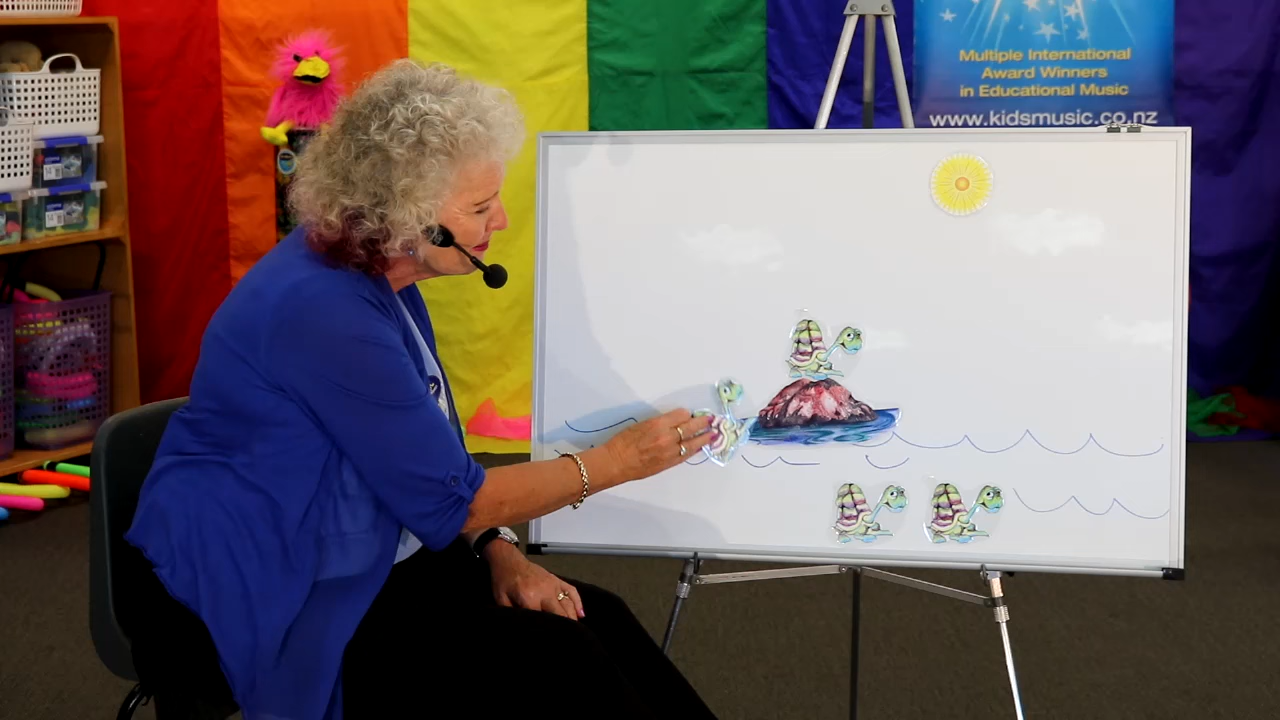 Multiple International
Award Winners
in Educational Music
www.kidsmusic.co.nz